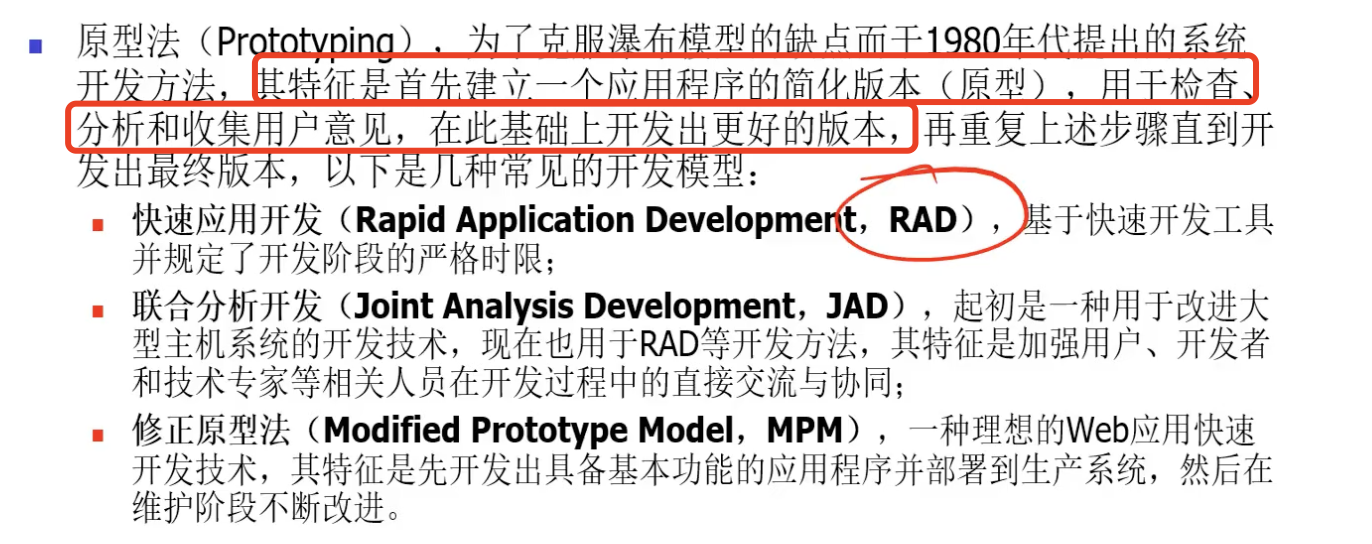 原型法（Prototyping），为了克服瀑布模型的缺点而于1980年代提出的系统
开发方法，其特征是首先建立一个应用程序的简化版本（原型），用于检查、
分析和收集用户意见，在此基础上开发出更好的版本，再重复上述步骤直到开
发出最终版本，以下是几种常见的开发模型：
快速应用开发（Rapid Application Development，RAD），基于快速开发工具
并规定了开发阶段的严格时限；
联合分析开发（Joint Analysis Development，JAD），起初是一种用于改进大
型主机系统的开发技术，现在也用于RAD等开发方法，其特征是加强用户、开发者
和技术专家等相关人员在开发过程中的直接交流与协同；
修正原型法（Modified Prototype Model，MPM），一种理想的Web应用快速
开发技术，其特征是先开发出具备基本功能的应用程序并部署到生产系统，然后在
维护阶段不断改进。